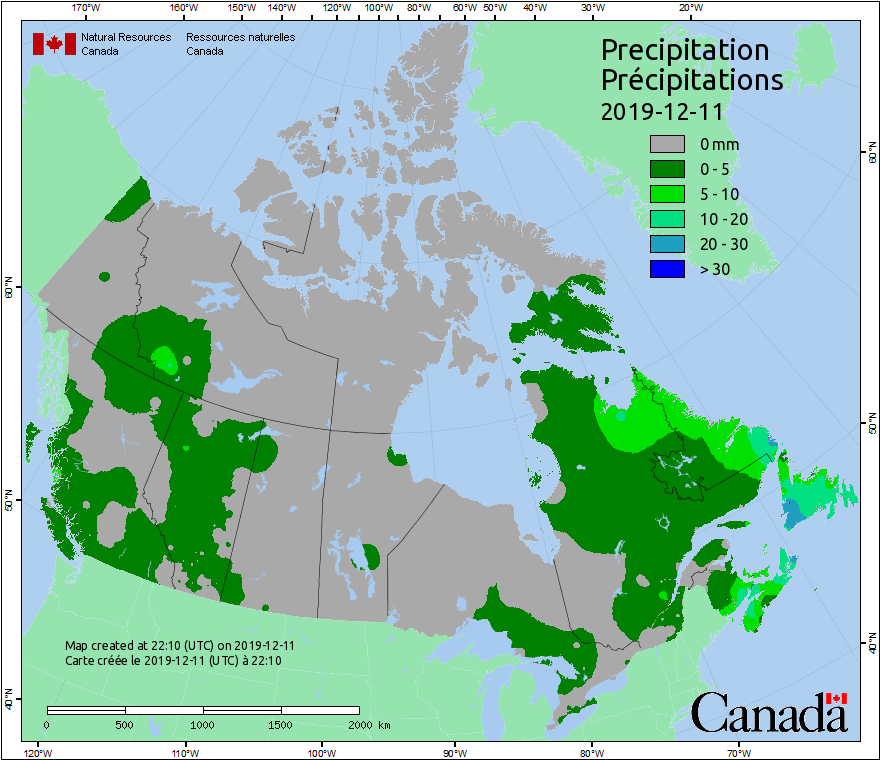 170°W 160°W 150°W 140°W 120°W 100°W 80°W 60°W 50°W 40°W 30°W 20°W
Natural Resources Ressources naturelles
Canada Canada
Precipitation
Précipitations
2019-12-11
0 mm
0 - 5
5 - 10
10 - 20
20 - 30
> 30
60°N 60°N
50°N 50°N
40°N 40°N
Map created at 22:10 (UTC) on 2019-12-11
Carte créée le 2019-12-11 (UTC) à 22:10
0 500 1000 1500 2000 km
Canada
120°W 110°W 100°W 90°W 80°W 70°W